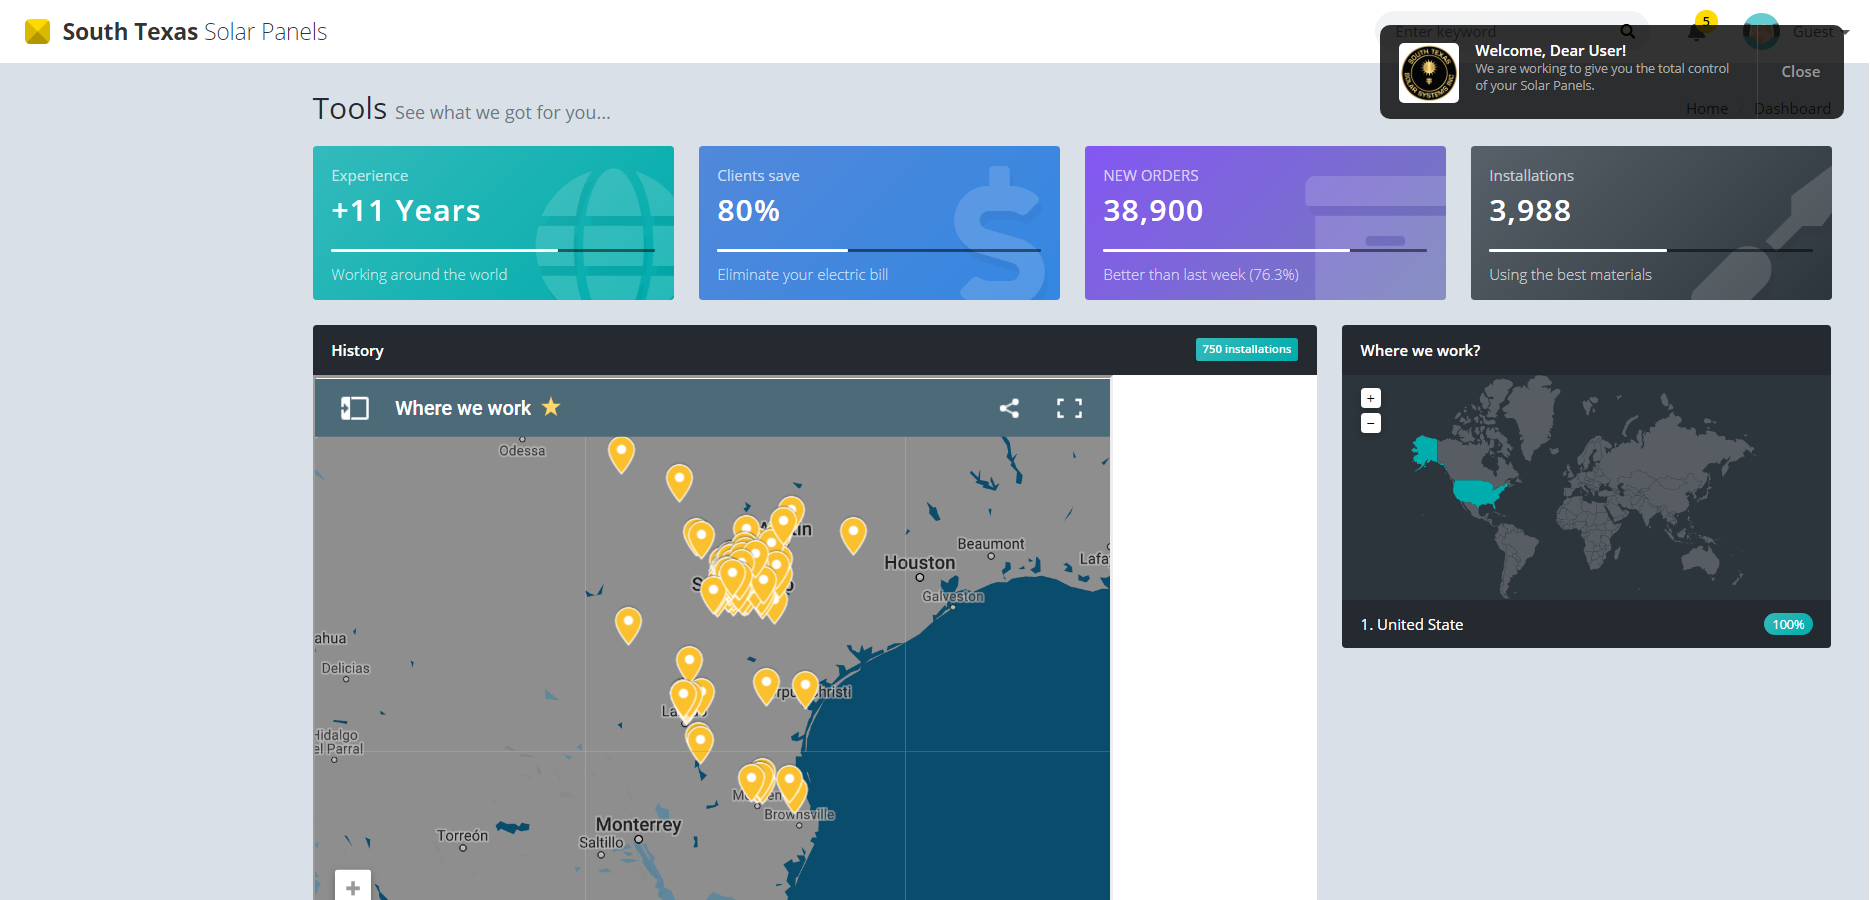 South Texas Solar Panels
Enter keyword
5
Guest
Welcome, Dear User!
We are working to give you the total control
of your Solar Panels.
Close
Tools See what we got for you...
Home
Dashboard
Experience
+11 Years
Working around the world
Clients save
80%
Eliminate your electric bill
NEW ORDERS
38,900
Better than last week (76.3%)
Installations
3,988
Using the best materials
History
750 installations
Where we work?
Where we work
+
−
Odessa
Houston
Beaumont
Galveston
Delicias
Hidalgo
el Parral
Brownsville
Monterrey
Torreón
Saltillo
+
1. United State
100%